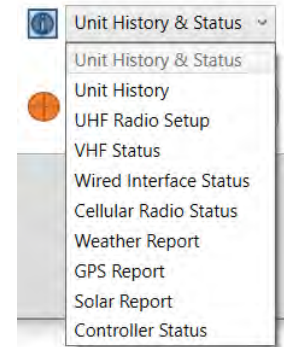 Unit History & Status
Unit History & Status
Unit History
UHF Radio Setup
VHF Status
Wired Interface Status
Cellular Radio Status
Weather Report
GPS Report
Solar Report
Controller Status